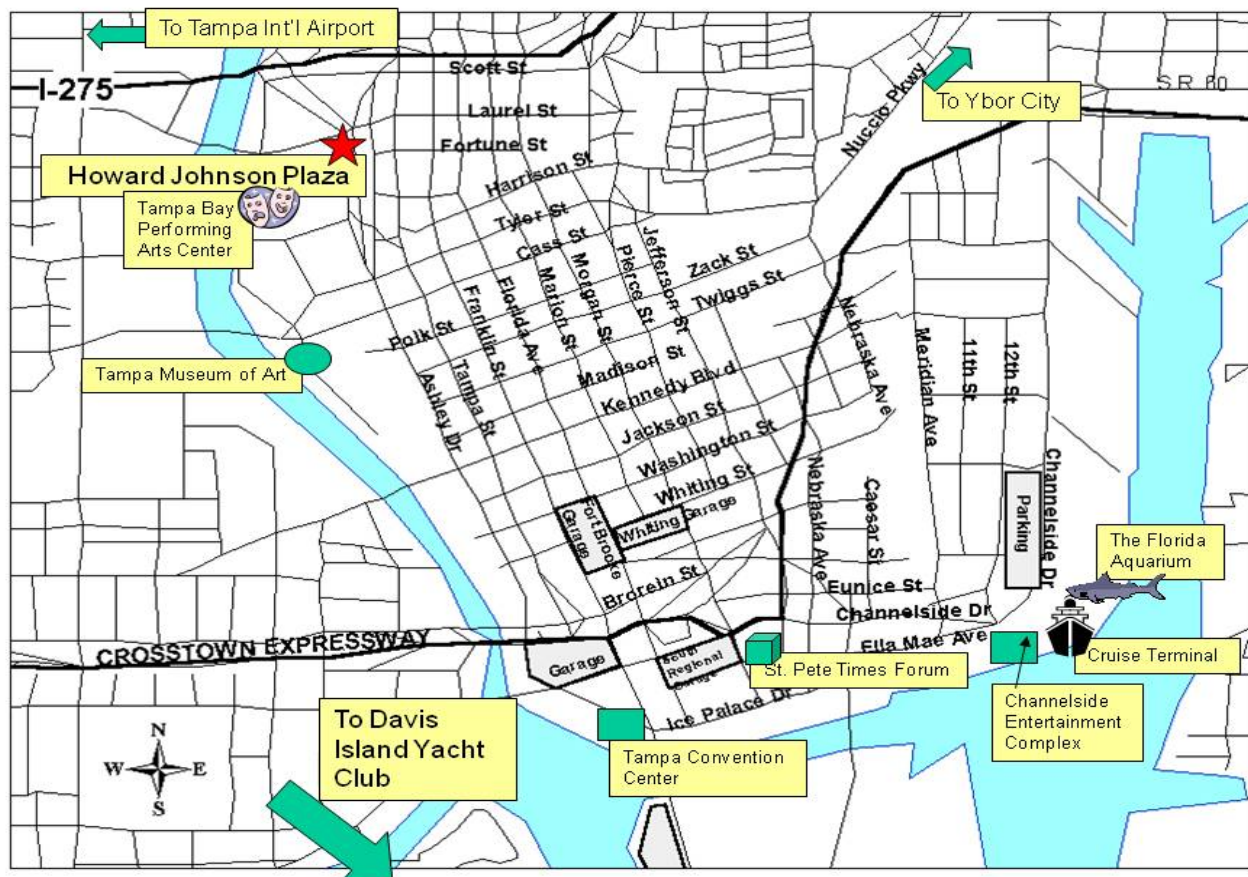 To Tampa Int'l Airport
I-275
Scott St
Laurel St
Fortune St
Nuccio Pkwy
To Ybor City
S R 60
Howard Johnson Plaza
Tampa Bay
Performing
Arts Center
Harrison St
Tyler St
Cass St
Zack St
Twiggs St
Polk St
Ashley Dr
Tampa St
Franklin St
Florida Ave
Marion St
Morgan St
Pierce St
Jefferson St
Nebraska Ave
Meridian Ave
11th St
12th St
Tampa Museum of Art
Madison St
Kennedy Blvd
Jackson St
Washington St
Whiting St
Fort Brooke
Garage
Whiting Garage
Nebraska Ave
Caesar St
Parking
Channelside Dr
The Florida
Aquarium
Brorein St
Eunice St
Channelside Dr
Ella Mae Ave
CROSSTOWN EXPRESSWAY
Garage
South
Regional
Garage
St. Pete Times Forum
Cruise Terminal
Ice Palace Dr
Channelside
Entertainment
Complex
To Davis
Island Yacht
Club
Tampa Convention
Center
N
W
E
S